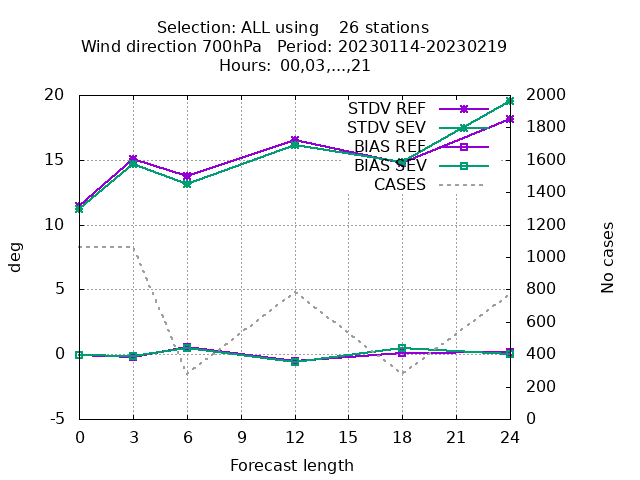 Selection: ALL using    26 stations
Wind direction 700hPa   Period: 20230114-20230219
Hours:  00,03,...,21
STDV REF
STDV SEV
BIAS REF
BIAS SEV
CASES
20
15
10
5
0
-5
2000
1800
1600
1400
1200
1000
800
600
400
200
0
deg
No cases
0 3 6 9 12 15 18 21 24
Forecast length